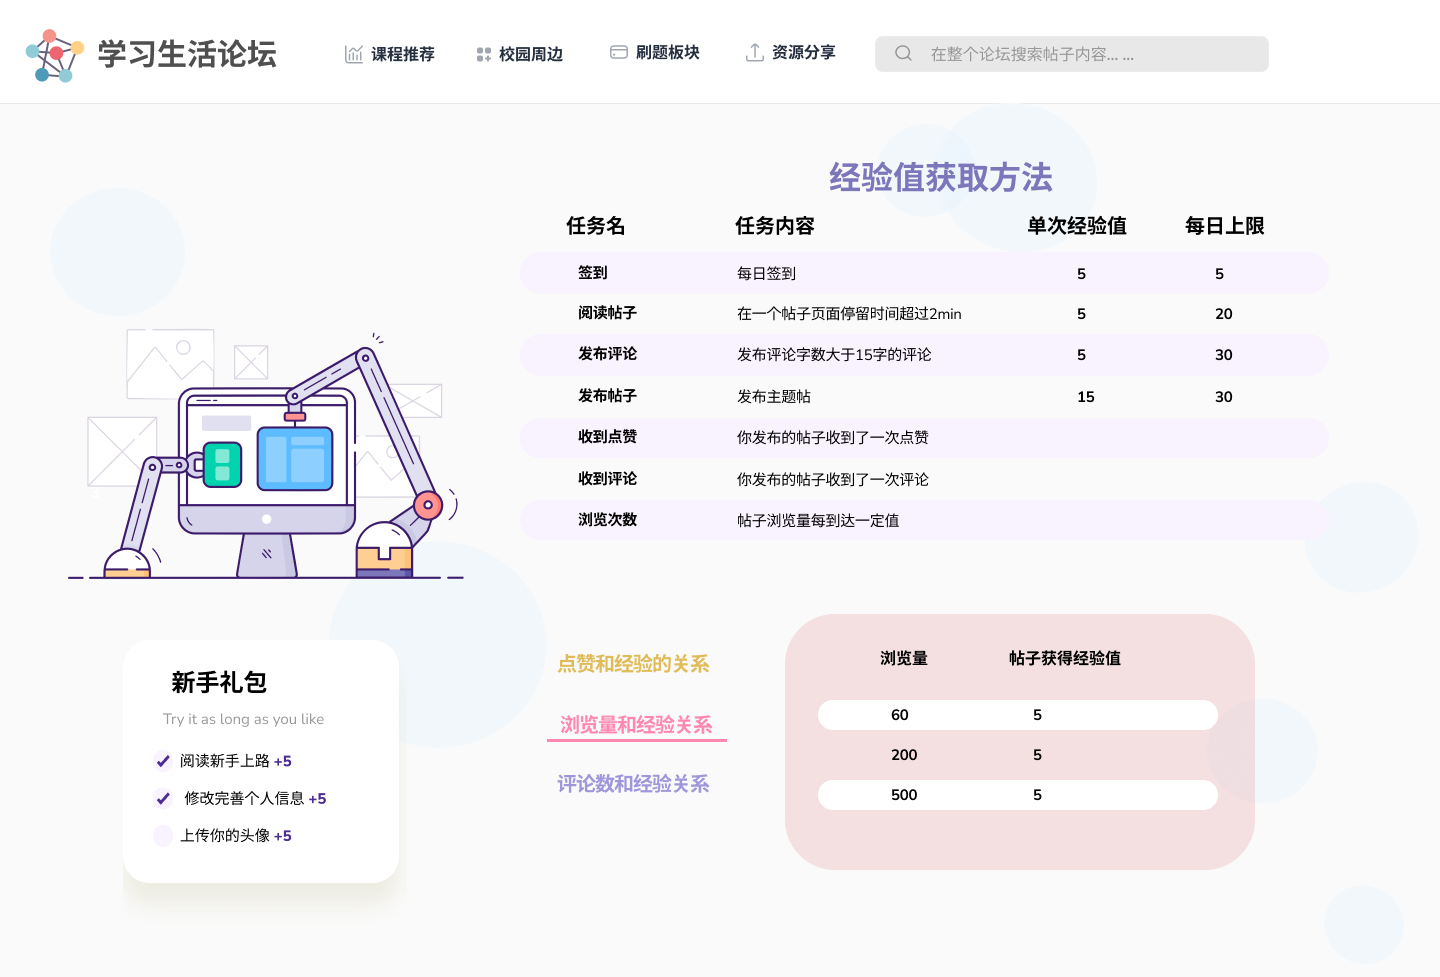 学习生活论坛
课程推荐 校园周边 刷题板块 资源分享 在整个论坛搜索帖子内容... ...
经验值获取方法
任务名 任务内容 单次经验值 每日上限
签到 每日签到 5 5
阅读帖子 在一个帖子页面停留时间超过2min 5 20
发布评论 发布评论字数大于15字的评论 5 30
发布帖子 发布主题帖 15 30
收到点赞 你发布的帖子收到了一次点赞
收到评论 你发布的帖子收到了一次评论
浏览次数 帖子浏览量每到达一定值
新手礼包
Try it as long as you like
阅读新手上路 +5
修改完善个人信息 +5
上传你的头像 +5
点赞和经验的关系
浏览量和经验关系
评论数和经验关系
浏览量 帖子获得经验值
60 5
200 5
500 5